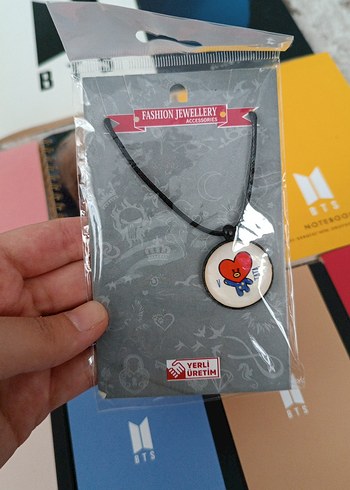 B
FASHION JEWELLERY
ACCESSORIES
BTS
NOTEBOOK
YERLİ
ÜRETİM
BTS
BTS